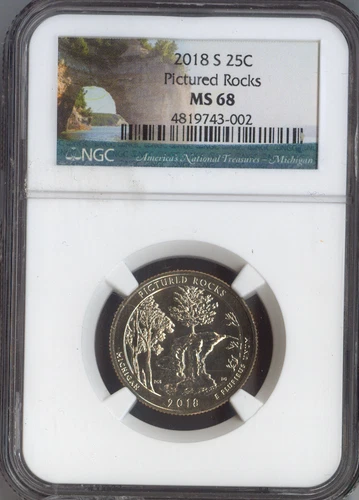 2018 S 25C
Pictured Rocks
MS 68
4819743-002
NGC
America's National Treasures - Michigan
PICTURED ROCKS
MICHIGAN
2018
E PLURIBUS UNUM